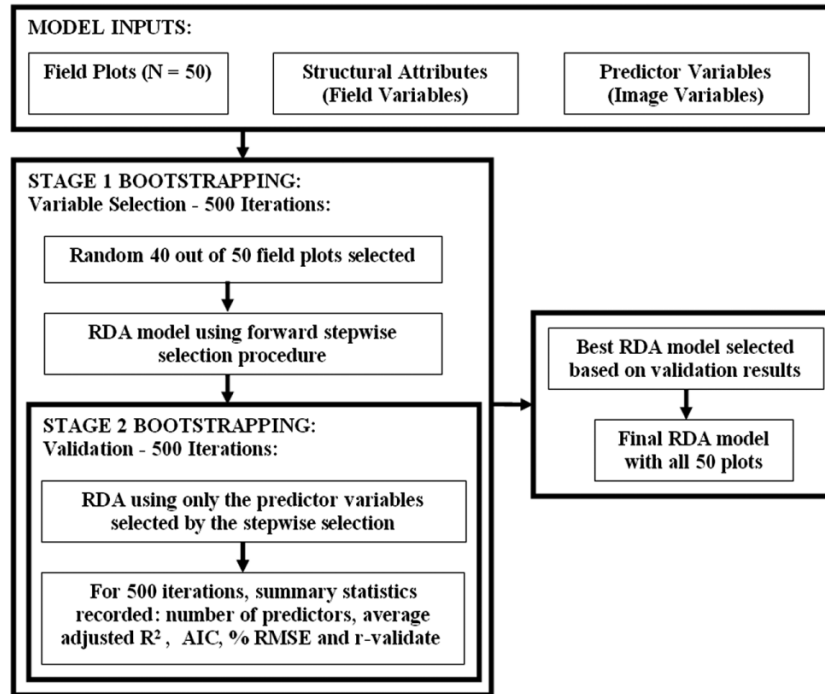 MODEL INPUTS:
Field Plots (N = 50)
Structural Attributes
(Field Variables)
Predictor Variables
(Image Variables)
STAGE 1 BOOTSTRAPPING:
Variable Selection - 500 Iterations:
Random 40 out of 50 field plots selected
RDA model using forward stepwise
selection procedure
STAGE 2 BOOTSTRAPPING:
Validation - 500 Iterations:
RDA using only the predictor variables
selected by the stepwise selection
For 500 iterations, summary statistics
recorded: number of predictors, average
adjusted R² , AIC, % RMSE and r-validate
Best RDA model selected
based on validation results
Final RDA model
with all 50 plots